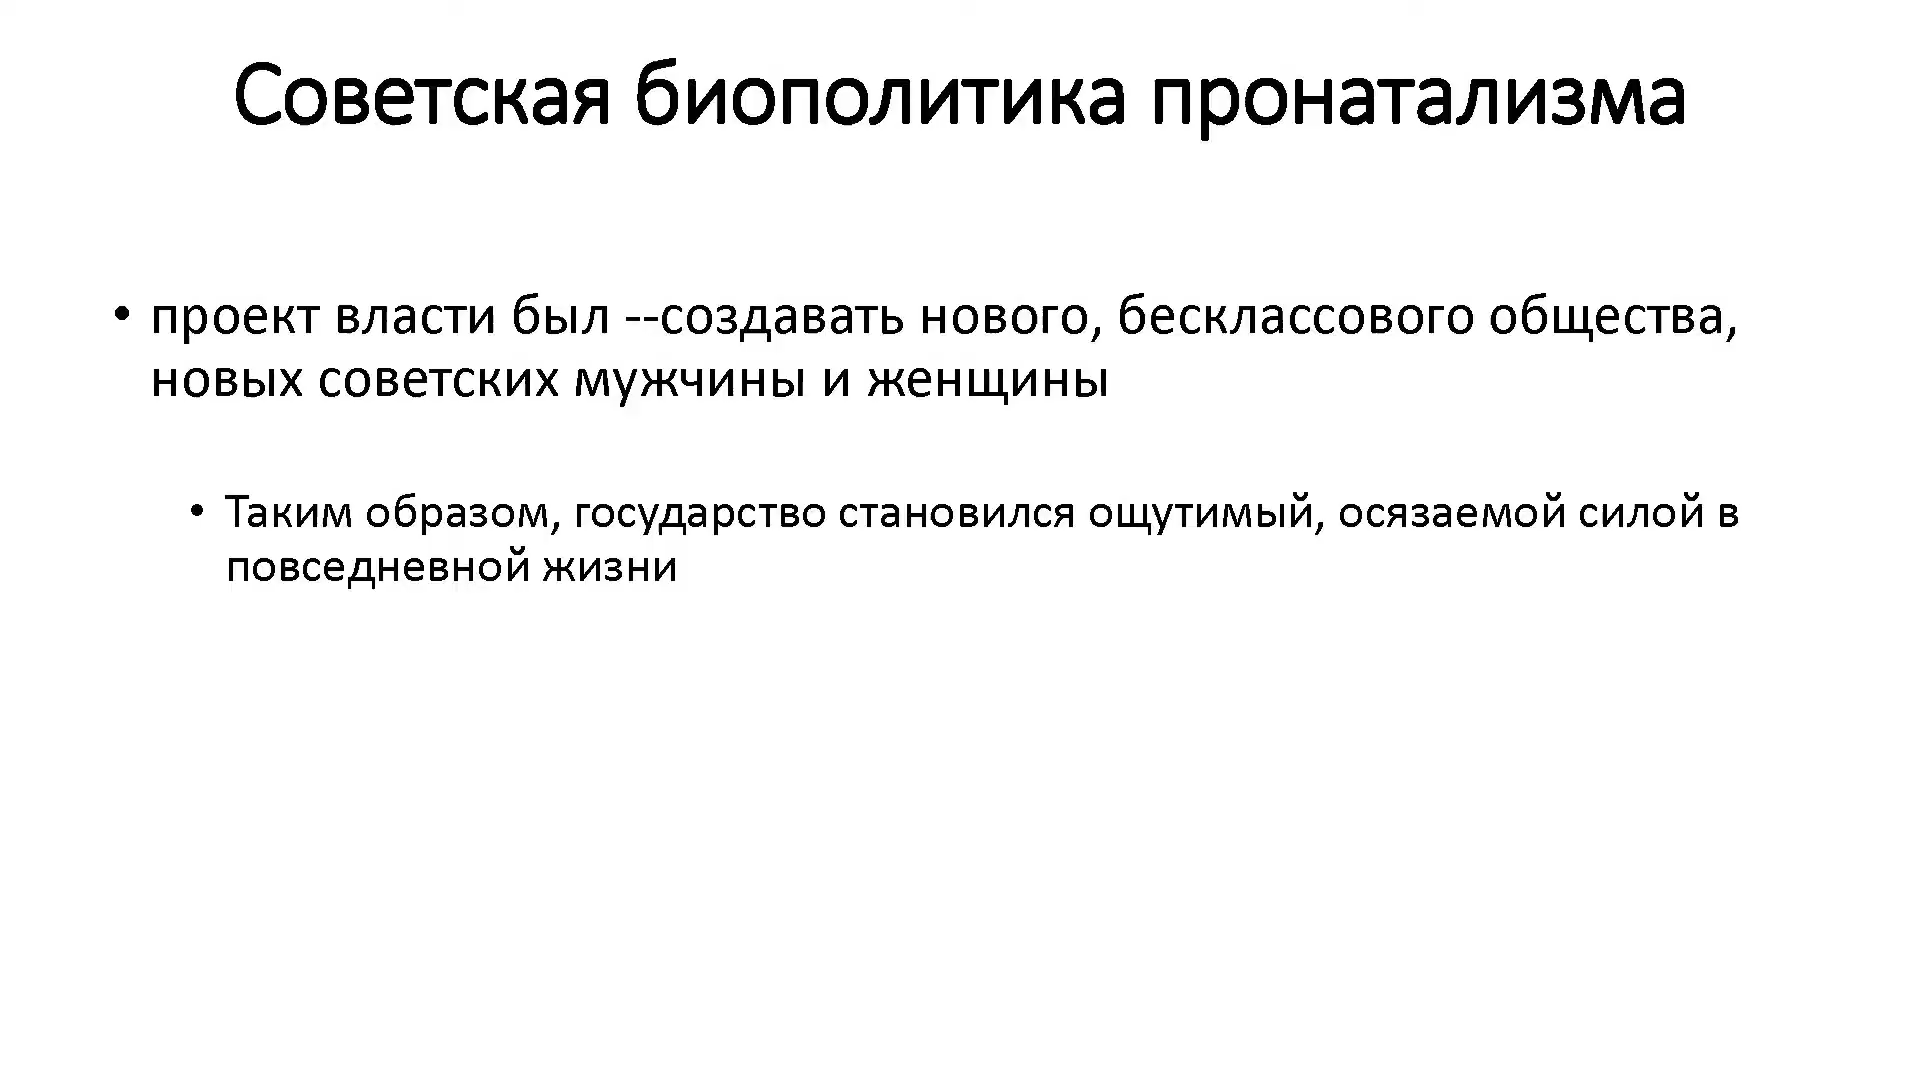 Советская биополитика пронатализма
• проект власти был --создавать нового, бесклассового общества,
новых советских мужчины и женщины
• Таким образом, государство становился ощутимый, осязаемой силой в
повседневной жизни